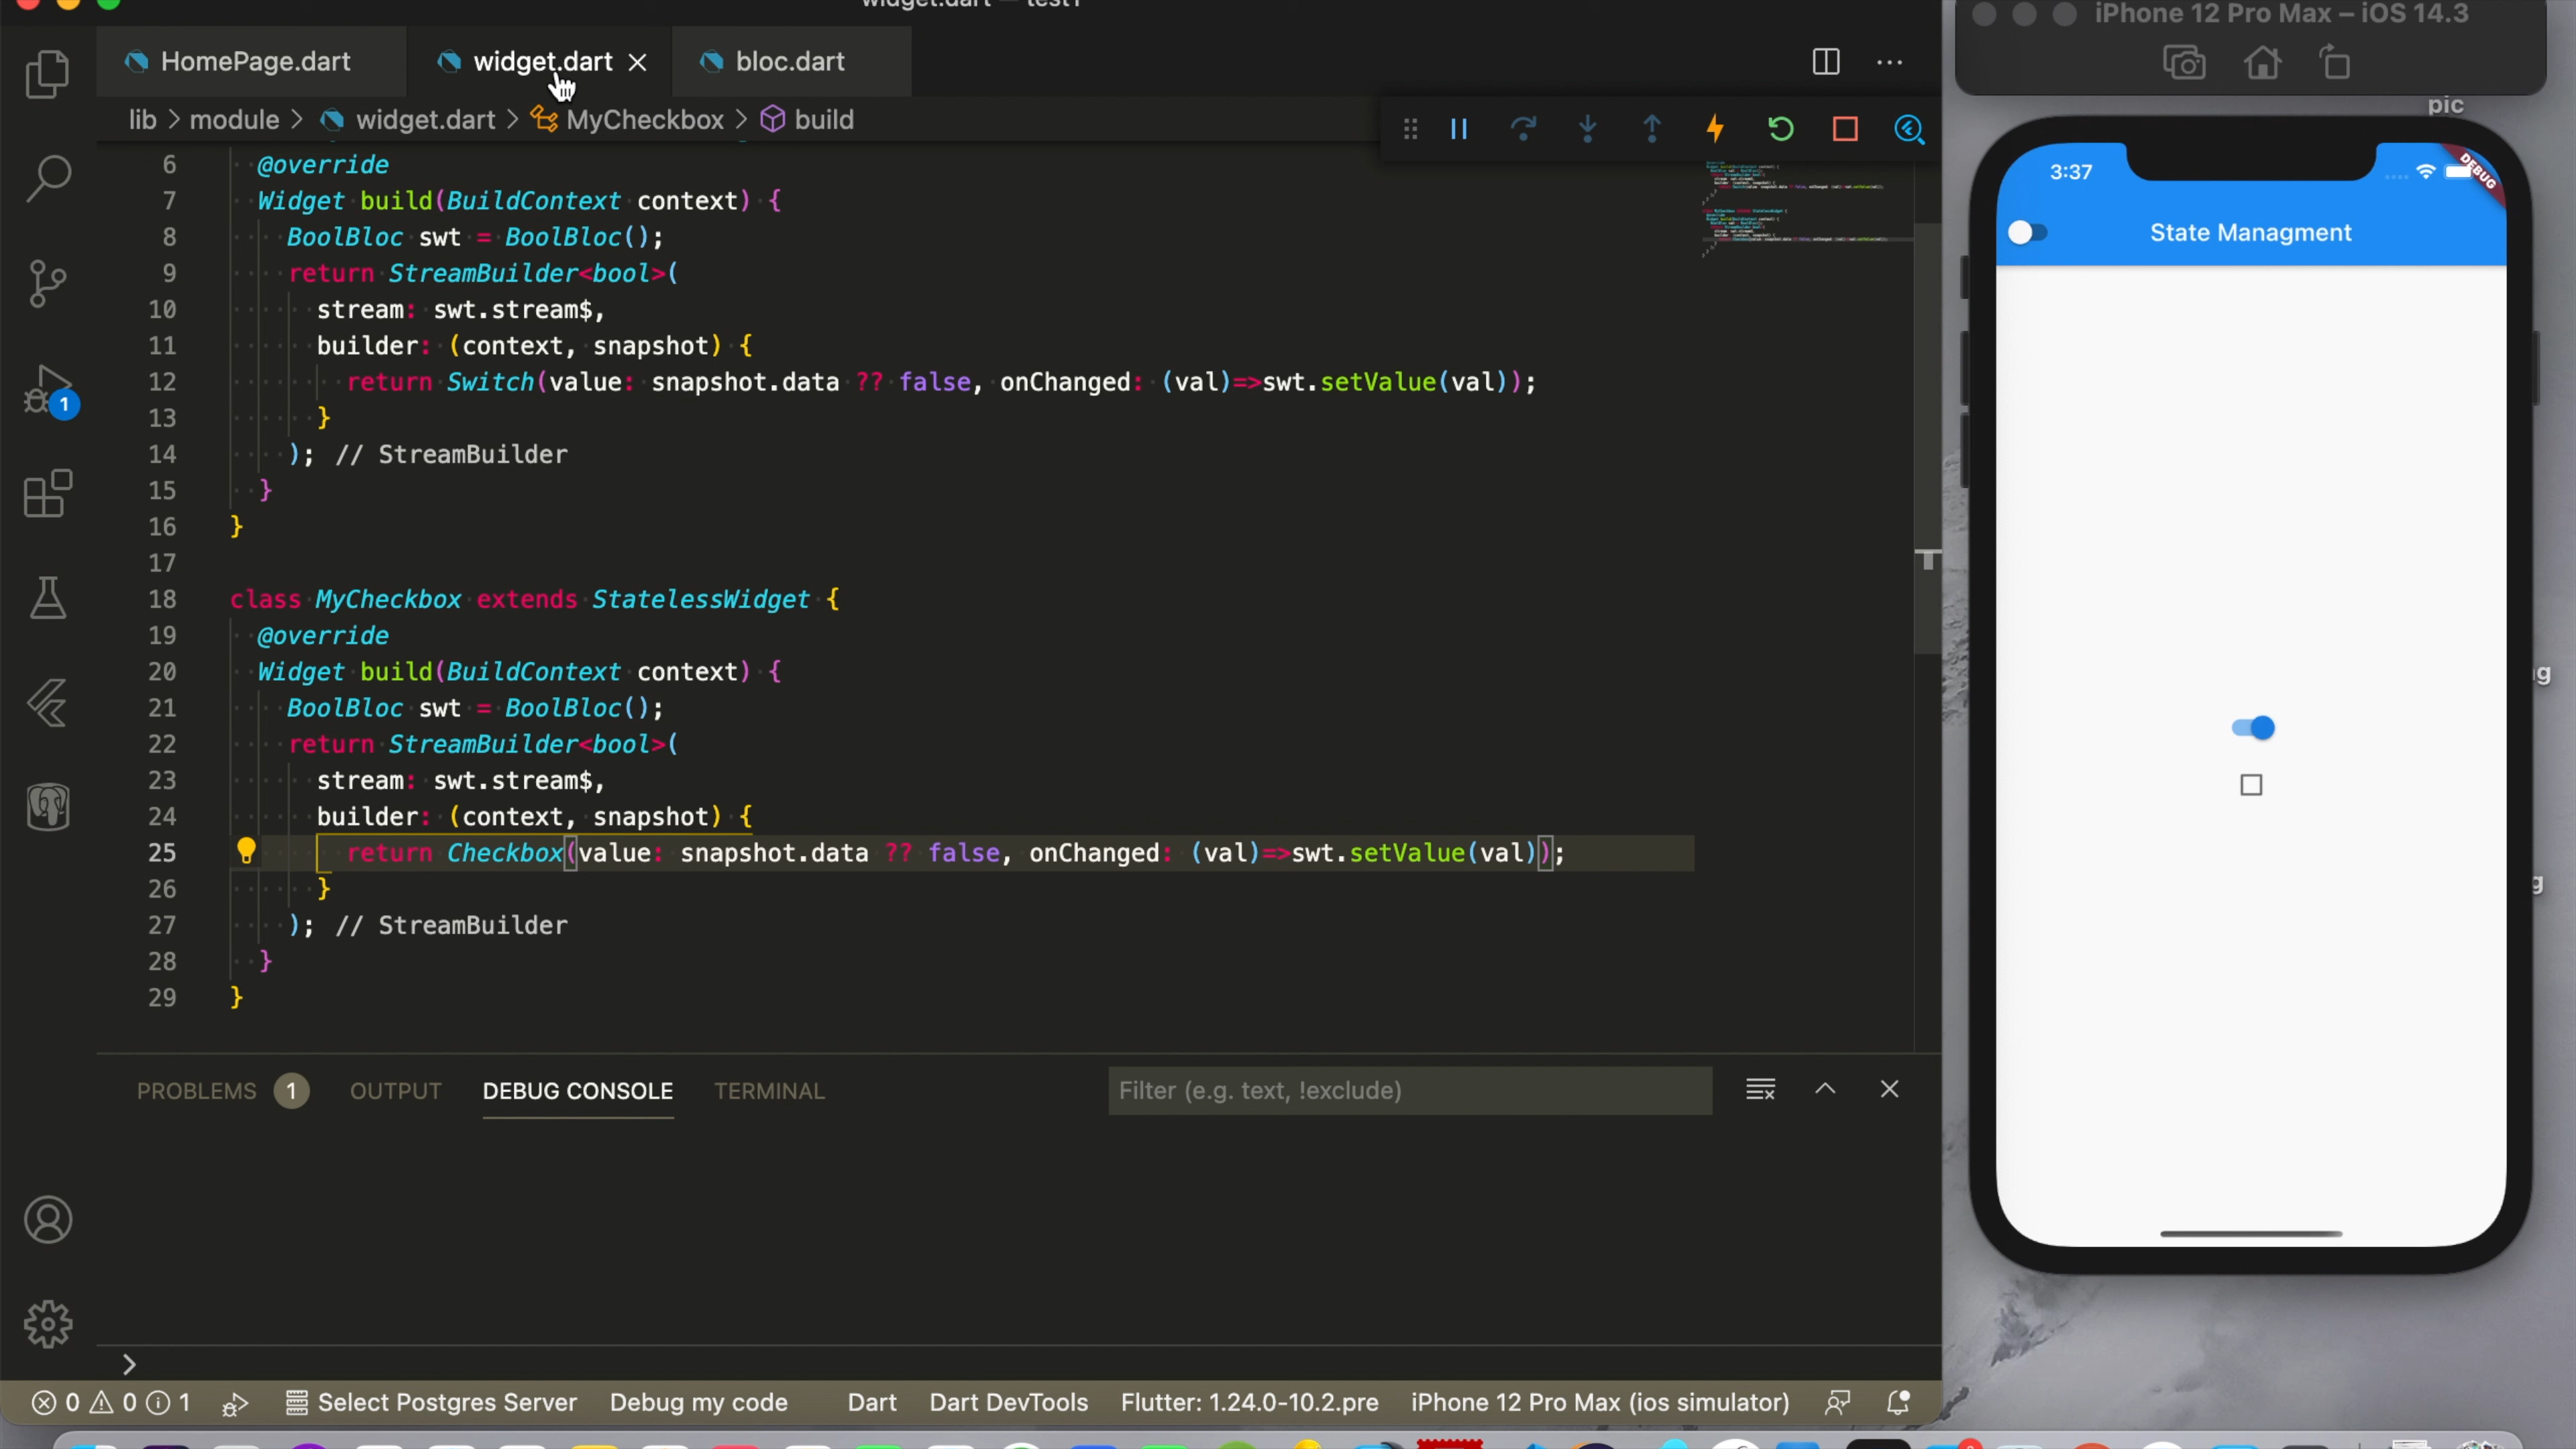 widget.dart — test1
HomePage.dart
widget.dart
bloc.dart
lib > module > widget.dart > MyCheckbox > build
6 @override
7 Widget build(BuildContext context) {
8 BoolBloc swt = BoolBloc();
9 return StreamBuilder<bool>(
10 stream: swt.stream$,
11 builder: (context, snapshot) {
12 return Switch(value: snapshot.data ?? false, onChanged: (val)=>swt.setValue(val));
13 }
14 ); // StreamBuilder
15 }
16 }
17
18 class MyCheckbox extends StatelessWidget {
19 @override
20 Widget build(BuildContext context) {
21 BoolBloc swt = BoolBloc();
22 return StreamBuilder<bool>(
23 stream: swt.stream$,
24 builder: (context, snapshot) {
25 return Checkbox(value: snapshot.data ?? false, onChanged: (val)=>swt.setValue(val));
26 }
27 ); // StreamBuilder
28 }
29 }
1
PROBLEMS 1 OUTPUT DEBUG CONSOLE TERMINAL
Filter (e.g. text, !exclude)
0 0 1 Select Postgres Server Debug my code Dart Dart DevTools Flutter: 1.24.0-10.2.pre iPhone 12 Pro Max (ios simulator)
iPhone 12 Pro Max – iOS 14.3
pic
3:37
DEBUG
State Managment